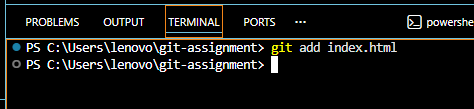 PROBLEMS OUTPUT TERMINAL PORTS ... powershe
PS C:\Users\lenovo\git-assignment> git add index.html
PS C:\Users\lenovo\git-assignment>